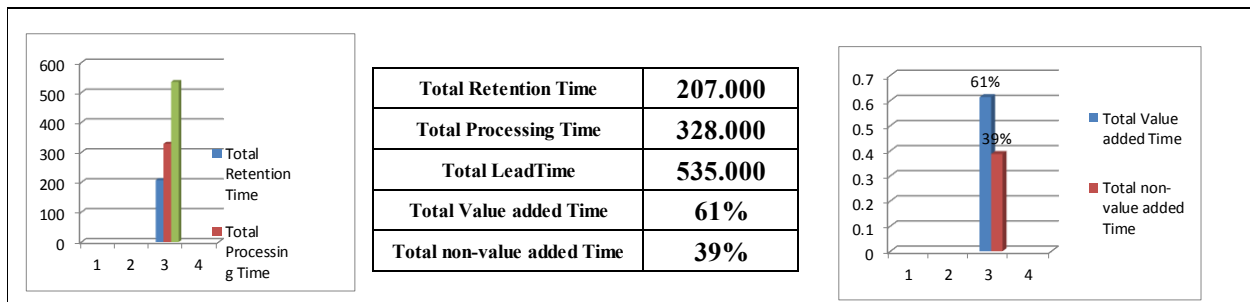 600
500
400
300
200
100
0
1 2 3 4
Total
Retention
Time
Total
Processin
g Time
Total Retention Time 207.000
Total Processing Time 328.000
Total LeadTime 535.000
Total Value added Time 61%
Total non-value added Time 39%
0.7
0.6
0.5
0.4
0.3
0.2
0.1
0
61%
39%
1 2 3 4
Total Value
added Time
Total non-
value added
Time